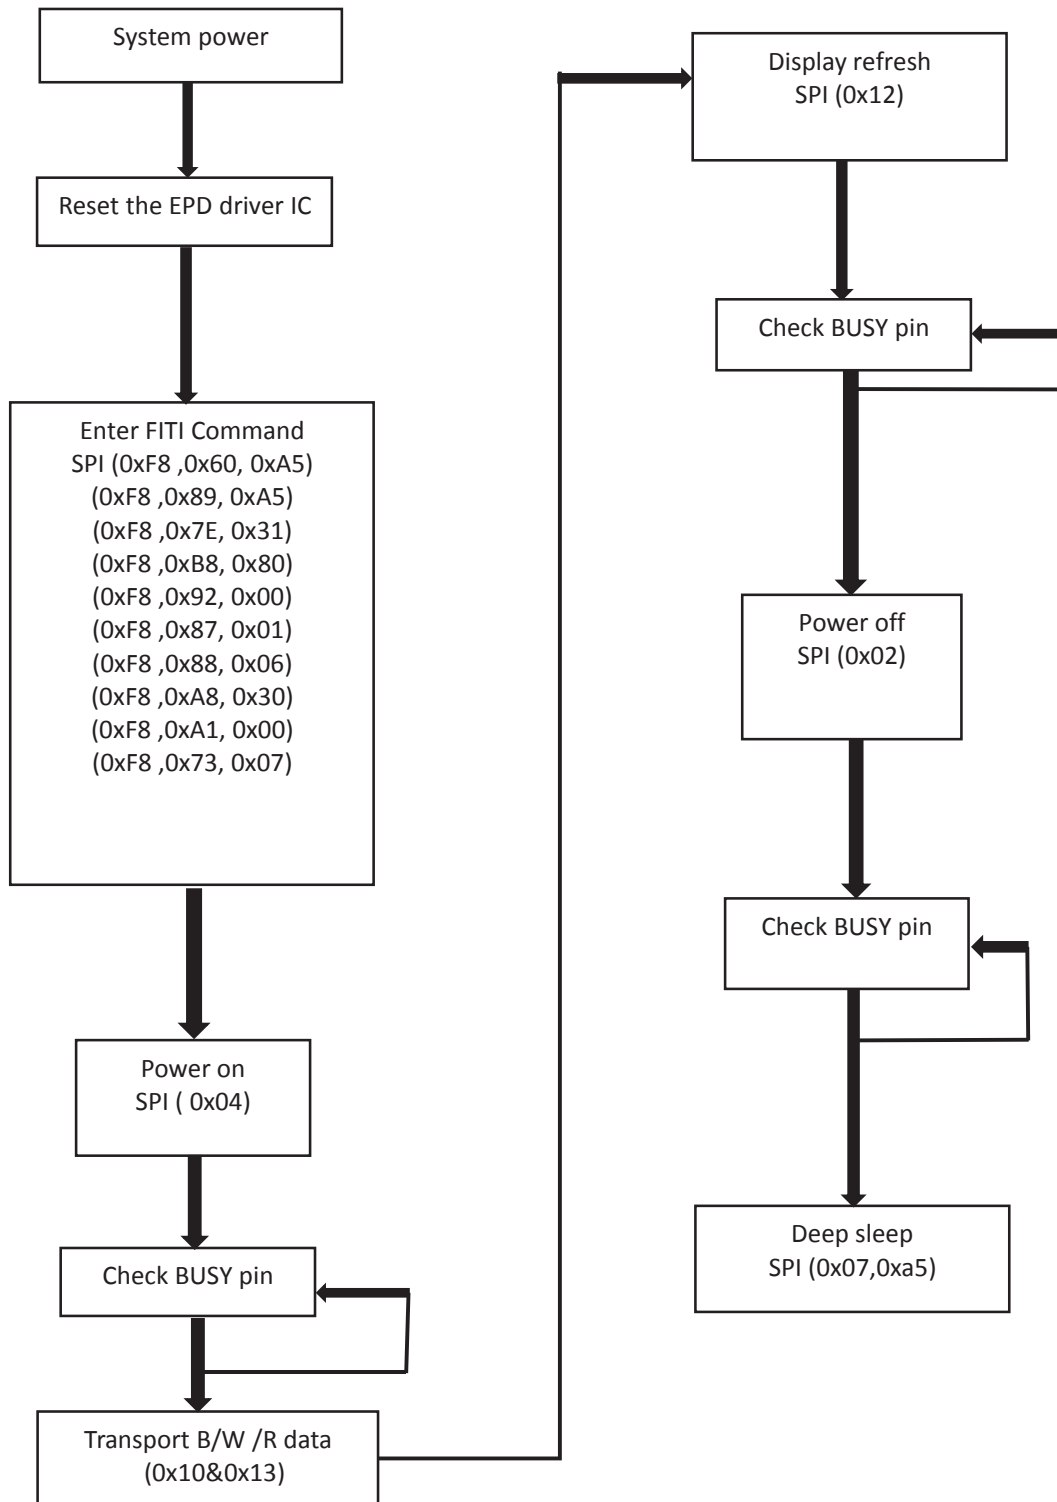 System power
Reset the EPD driver IC
Enter FITI Command
SPI (0xF8 ,0x60, 0xA5)
(0xF8 ,0x89, 0xA5)
(0xF8 ,0x7E, 0x31)
(0xF8 ,0xB8, 0x80)
(0xF8 ,0x92, 0x00)
(0xF8 ,0x87, 0x01)
(0xF8 ,0x88, 0x06)
(0xF8 ,0xA8, 0x30)
(0xF8 ,0xA1, 0x00)
(0xF8 ,0x73, 0x07)
Power on
SPI ( 0x04)
Check BUSY pin
Transport B/W /R data
(0x10&0x13)
Display refresh
SPI (0x12)
Check BUSY pin
Power off
SPI (0x02)
Check BUSY pin
Deep sleep
SPI (0x07,0xa5)